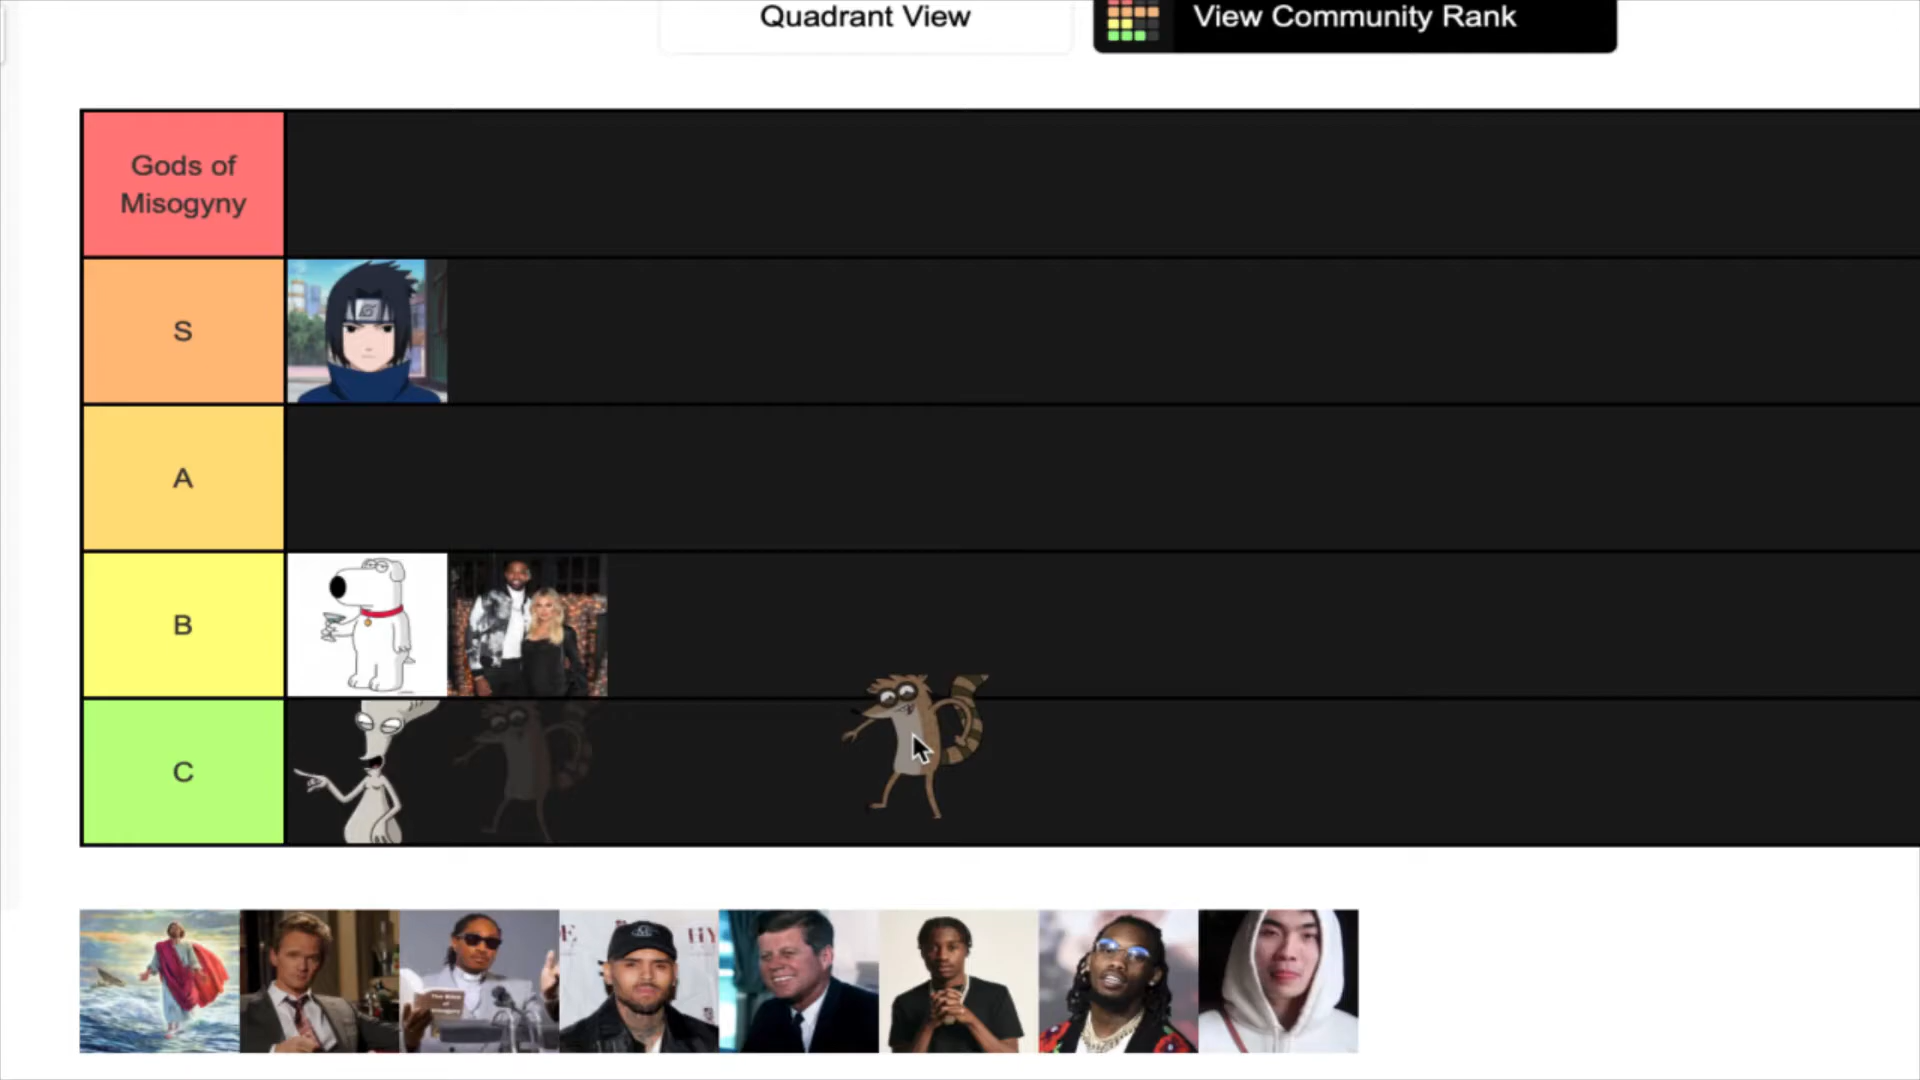 Quadrant View
View Community Rank
Gods of
Misogyny
S
A
B
C